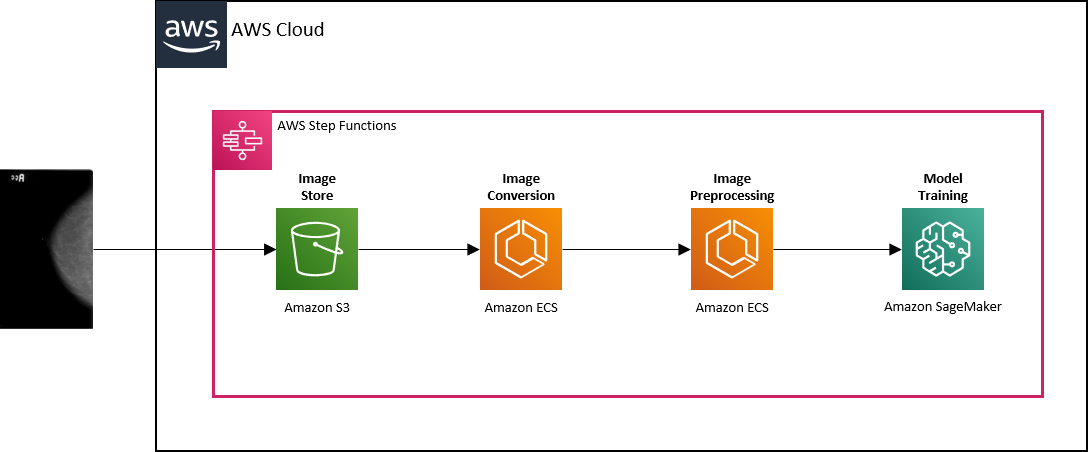 aws
AWS Cloud
AWS Step Functions
Image
Store
Image
Conversion
Image
Preprocessing
Model
Training
Amazon S3
Amazon ECS
Amazon ECS
Amazon SageMaker